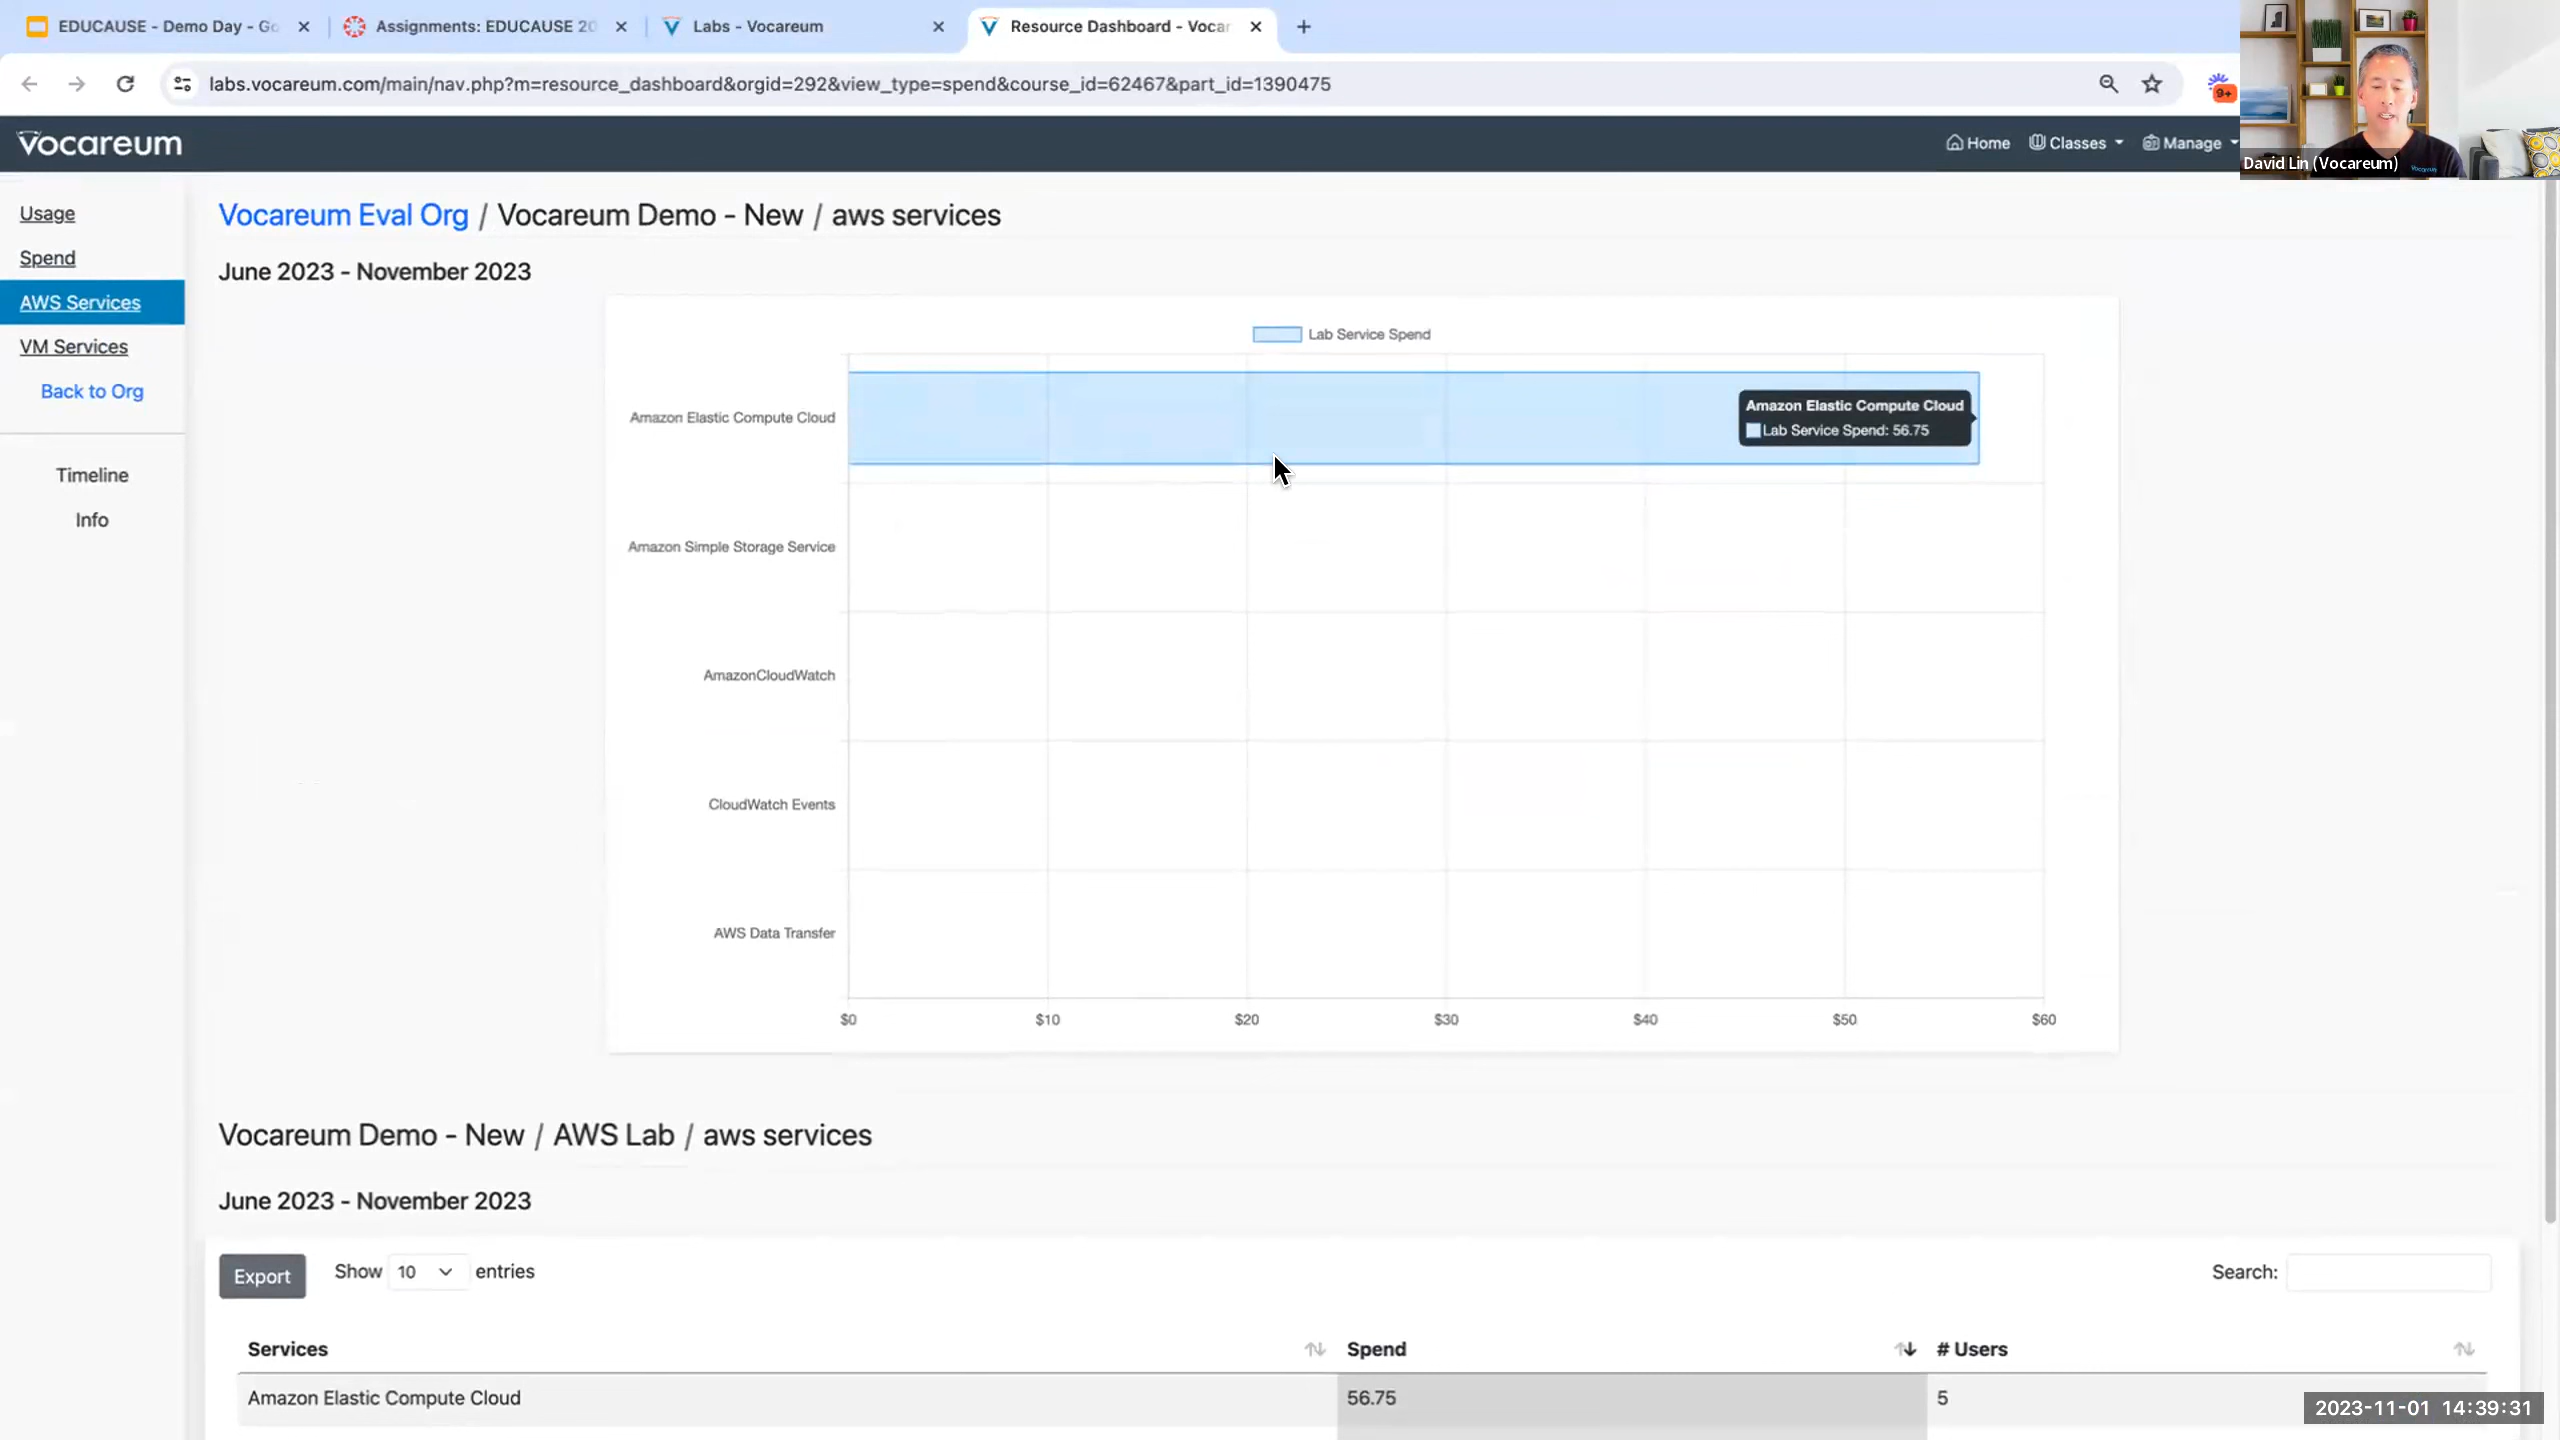 EDUCAUSE - Demo Day - Go
Assignments: EDUCAUSE 20
Labs - Vocareum
Resource Dashboard - Vocar
labs.vocareum.com/main/nav.php?m=resource_dashboard&orgid=292&view_type=spend&course_id=62467&part_id=1390475
9+
Vocareum
Home
Classes
Manage
David Lin (Vocareum)
Usage
Spend
AWS Services
VM Services
Back to Org
Timeline
Info
Vocareum Eval Org / Vocareum Demo - New / aws services
June 2023 - November 2023
Lab Service Spend
Amazon Elastic Compute Cloud
Amazon Elastic Compute Cloud
Lab Service Spend: 56.75
Amazon Simple Storage Service
AmazonCloudWatch
CloudWatch Events
AWS Data Transfer
$0 $10 $20 $30 $40 $50 $60
Vocareum Demo - New / AWS Lab / aws services
June 2023 - November 2023
Export Show 10 entries Search:
Services Spend # Users
Amazon Elastic Compute Cloud 56.75 5
2023-11-01 14:39:31